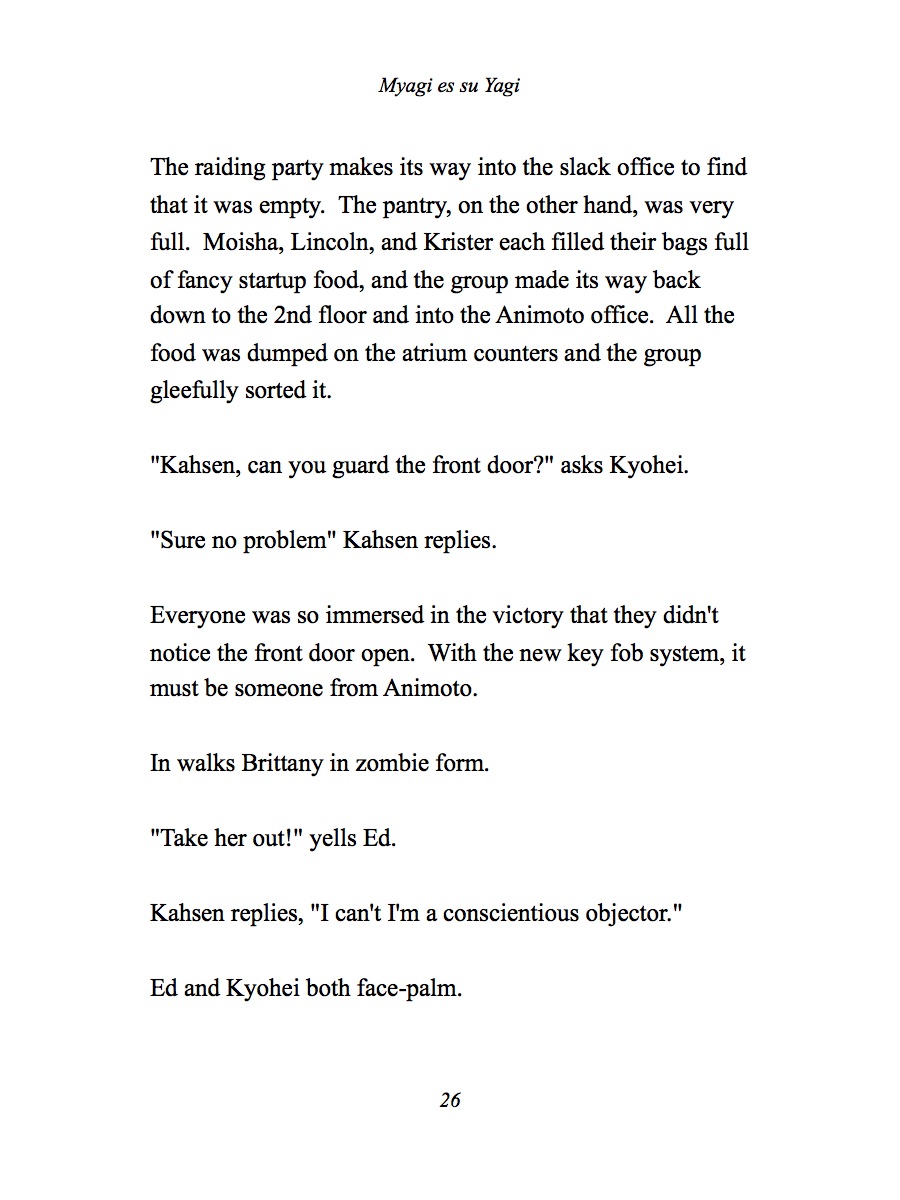 Myagi es su Yagi
The raiding party makes its way into the slack office to find
that it was empty.  The pantry, on the other hand, was very
full.  Moisha, Lincoln, and Krister each filled their bags full
of fancy startup food, and the group made its way back
down to the 2nd floor and into the Animoto office.  All the
food was dumped on the atrium counters and the group
gleefully sorted it.
"Kahsen, can you guard the front door?" asks Kyohei.
"Sure no problem" Kahsen replies.
Everyone was so immersed in the victory that they didn't
notice the front door open.  With the new key fob system, it
must be someone from Animoto.
In walks Brittany in zombie form.
"Take her out!" yells Ed.
Kahsen replies, "I can't I'm a conscientious objector."
Ed and Kyohei both face-palm.
26